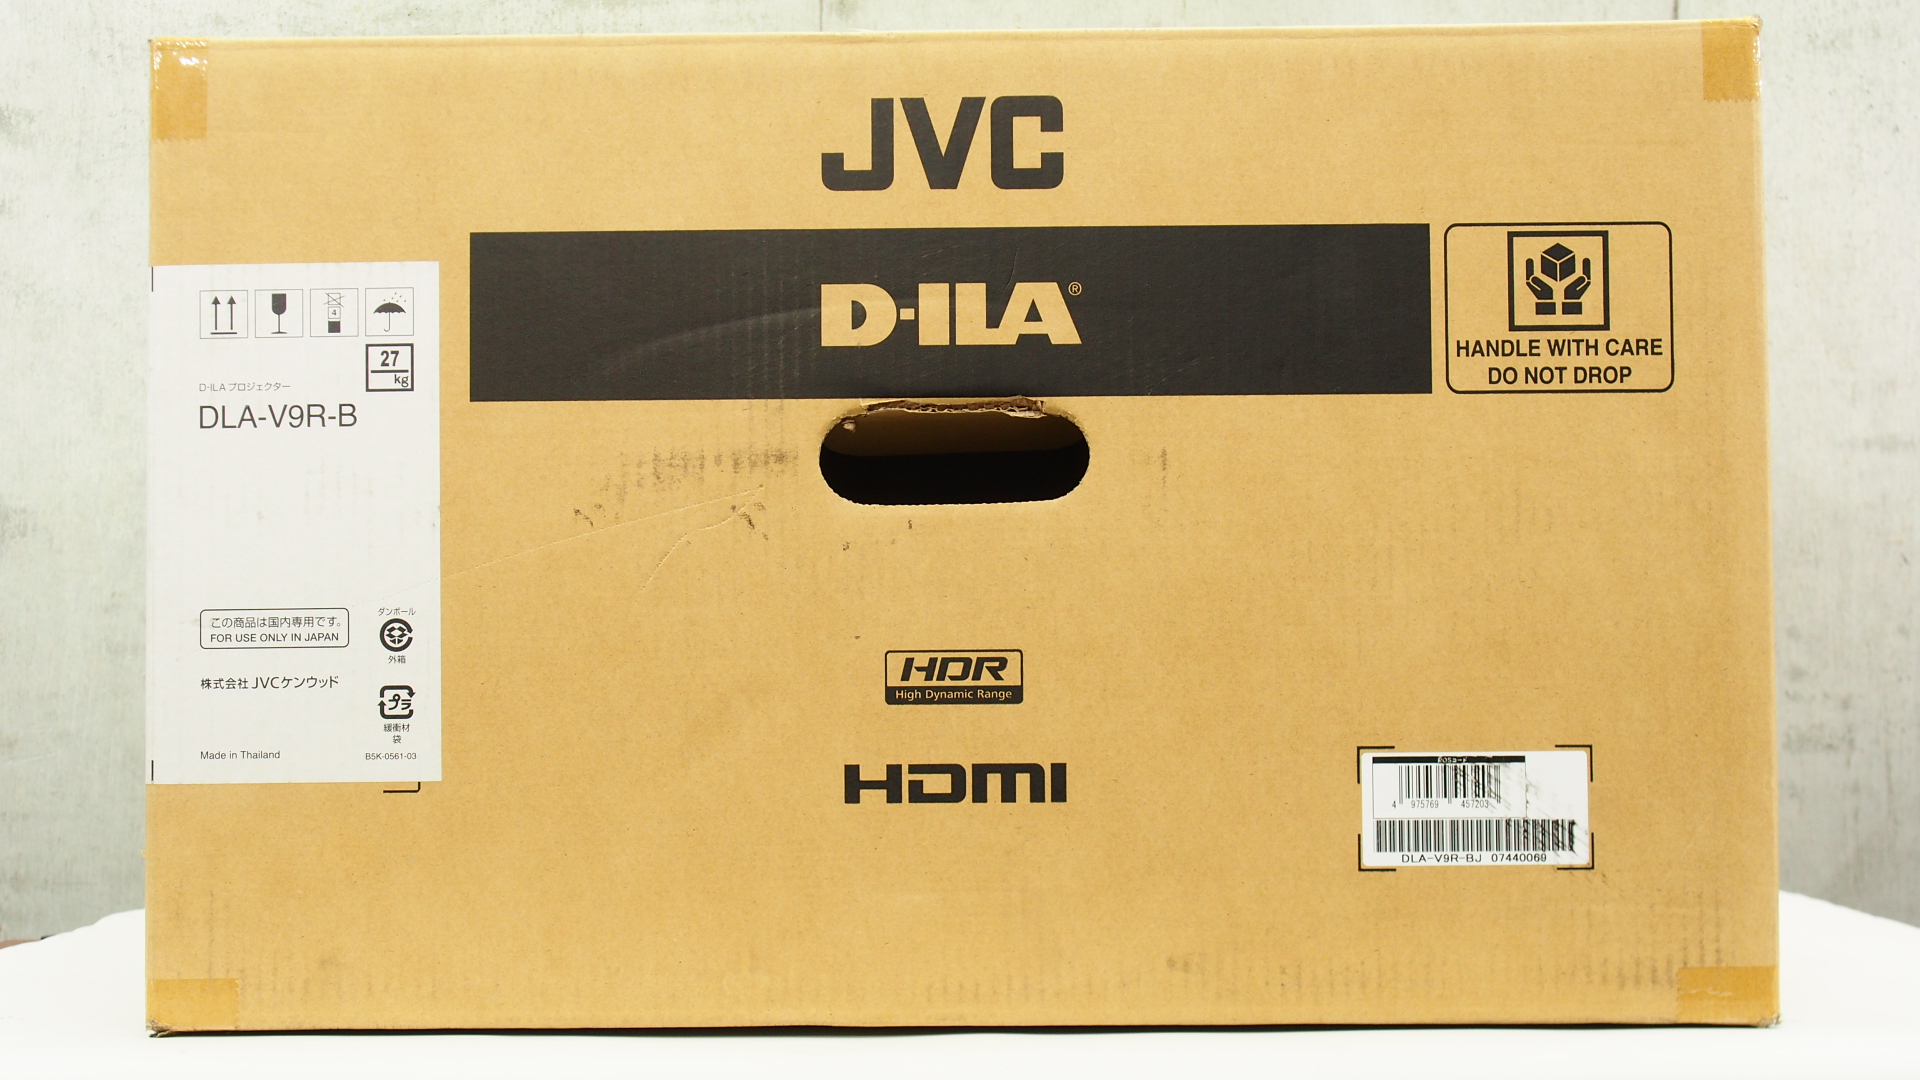 JVC
D-ILA®
HANDLE WITH CARE
DO NOT DROP
4
27
kg
D-ILA プロジェクター
DLA-V9R-B
この商品は国内専用です。
FOR USE ONLY IN JAPAN
ダンボール
外箱
株式会社 JVCケンウッド
プラ
緩衝材
袋
Made in Thailand
B5K-0561-03
HDR
High Dynamic Range
HDMI
POSコード
4 975769 457203
DLA-V9R-BJ 07440069